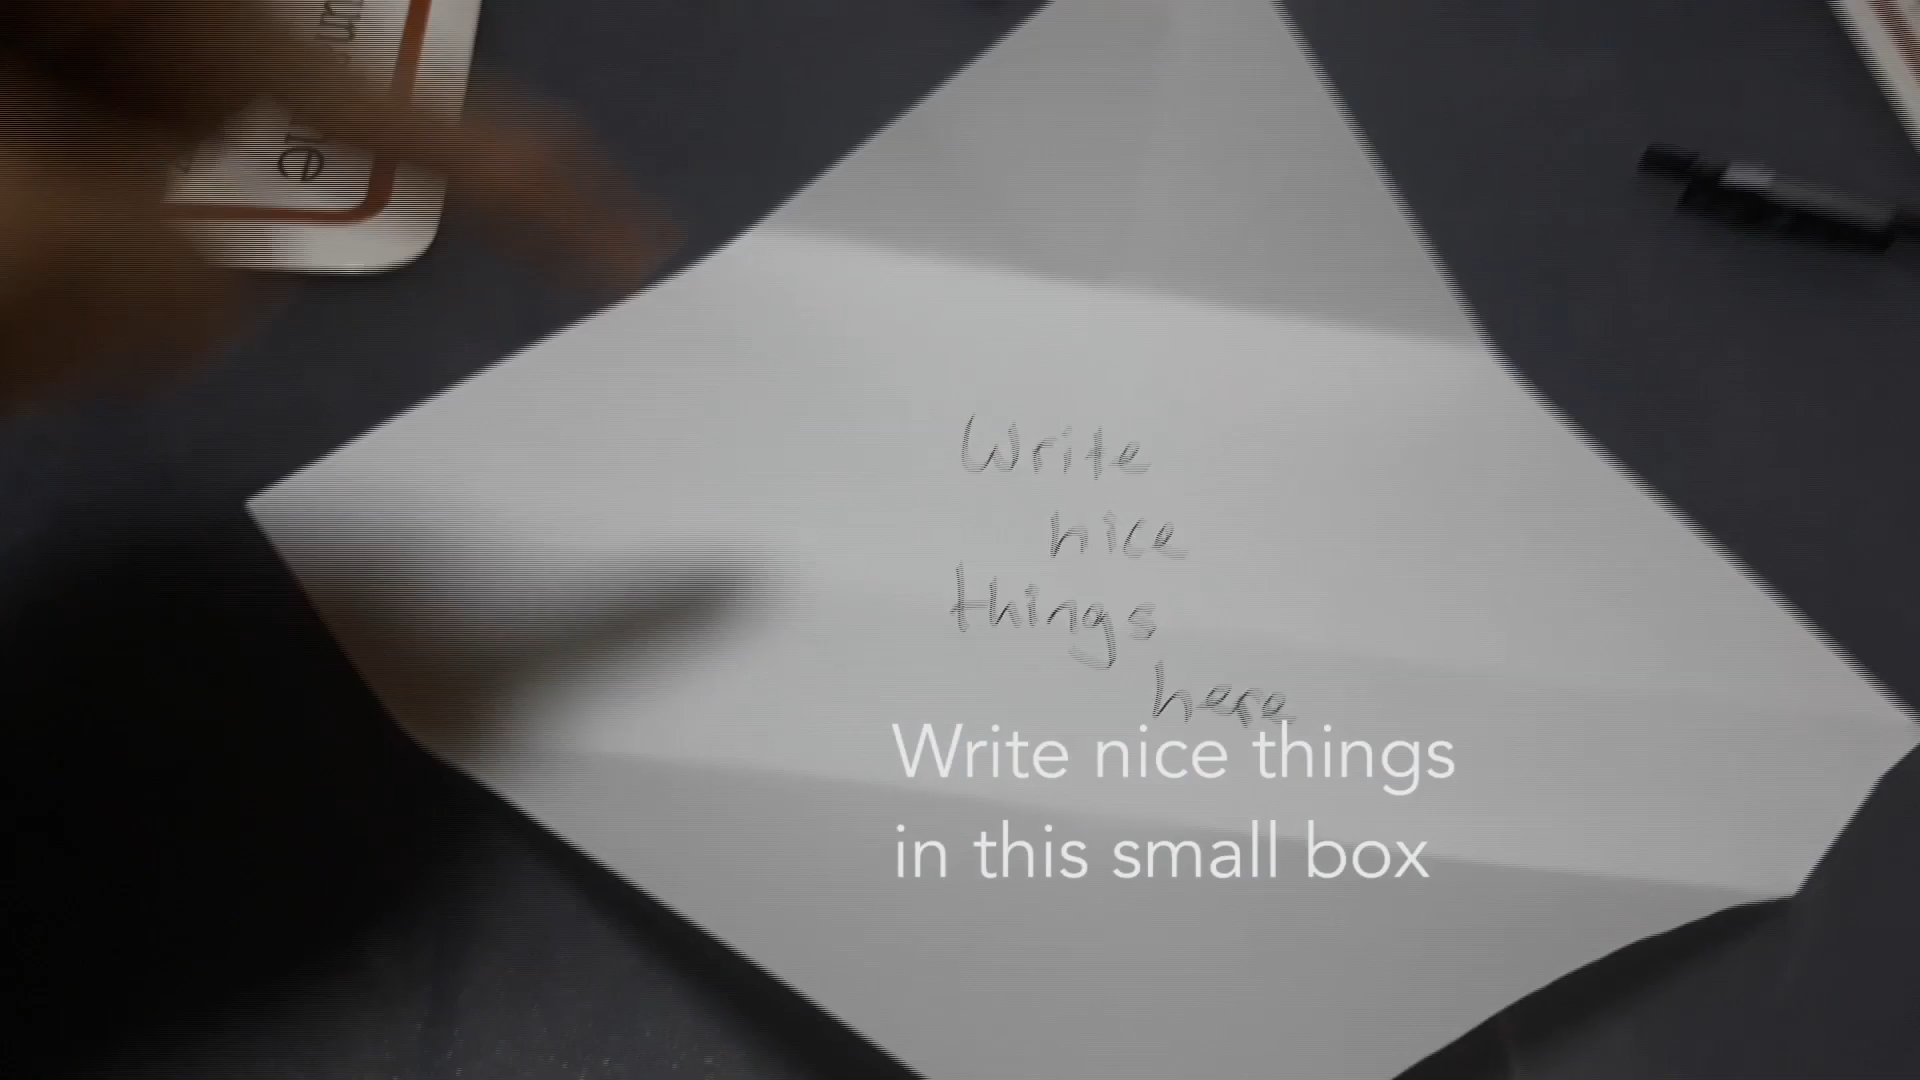 Write
nice
things
here
Write nice things
in this small box